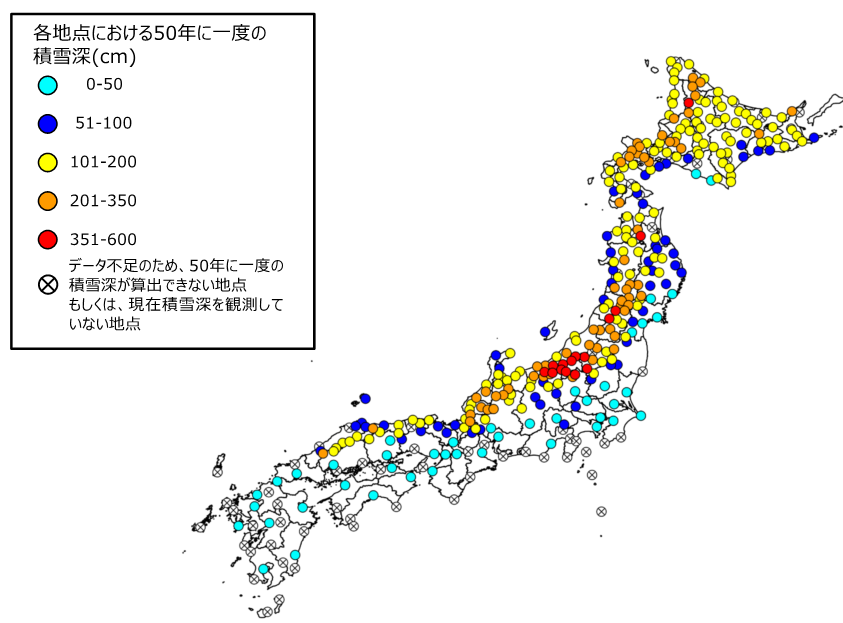 各地点における50年に一度の
積雪深(cm)
0-50
51-100
101-200
201-350
351-600
データ不足のため、50年に一度の
積雪深が算出できない地点
もしくは、現在積雪深を観測して
いない地点